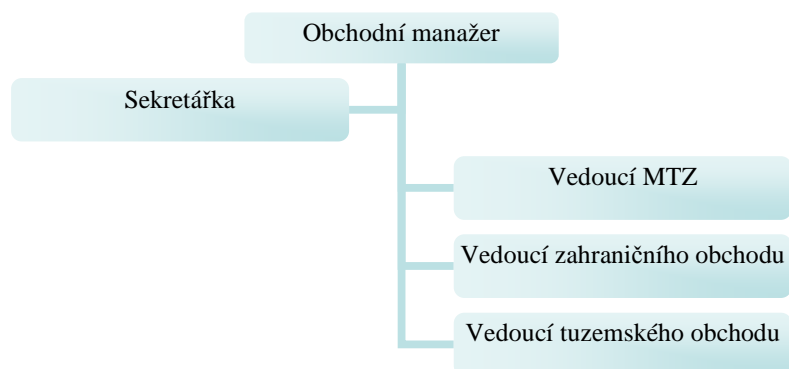 Obchodní manažer
Sekretářka
Vedoucí MTZ
Vedoucí zahraničního obchodu
Vedoucí tuzemského obchodu